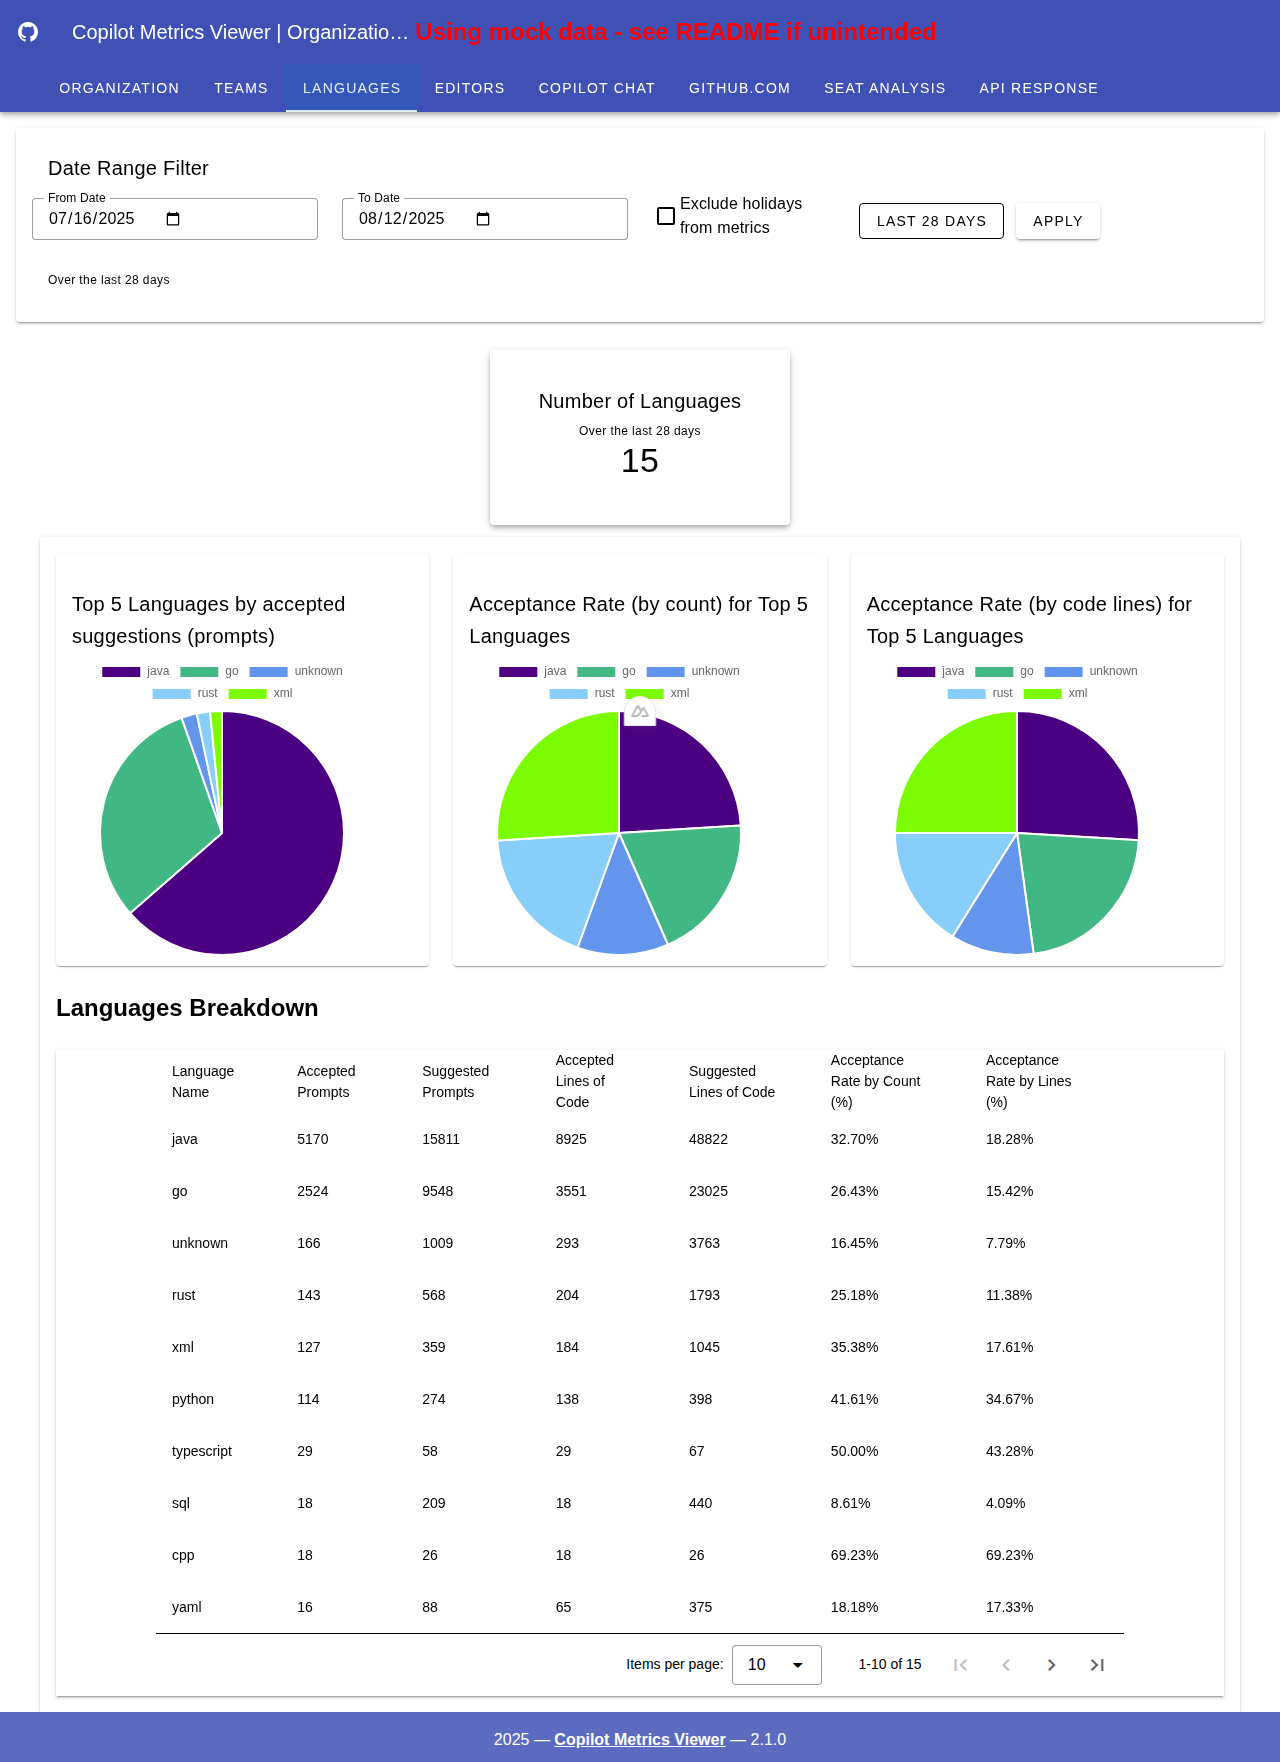 Copilot Metrics Viewer | Organizatio… Using mock data - see README if unintended
ORGANIZATION TEAMS LANGUAGES EDITORS COPILOT CHAT GITHUB.COM SEAT ANALYSIS API RESPONSE
Date Range Filter
From Date To Date
07/16/2025 08/12/2025
Exclude holidays
from metrics
LAST 28 DAYS APPLY
Over the last 28 days
Number of Languages
Over the last 28 days
15
Top 5 Languages by accepted
suggestions (prompts)
java go unknown
rust xml
Acceptance Rate (by count) for Top 5
Languages
java go unknown
rust xml
Acceptance Rate (by code lines) for
Top 5 Languages
java go unknown
rust xml
Languages Breakdown
Language Name Accepted Prompts Suggested Prompts Accepted Lines of Code Suggested Lines of Code Acceptance Rate by Count (%) Acceptance Rate by Lines (%)
java 5170 15811 8925 48822 32.70% 18.28%
go 2524 9548 3551 23025 26.43% 15.42%
unknown 166 1009 293 3763 16.45% 7.79%
rust 143 568 204 1793 25.18% 11.38%
xml 127 359 184 1045 35.38% 17.61%
python 114 274 138 398 41.61% 34.67%
typescript 29 58 29 67 50.00% 43.28%
sql 18 209 18 440 8.61% 4.09%
cpp 18 26 18 26 69.23% 69.23%
yaml 16 88 65 375 18.18% 17.33%
Items per page: 10 1-10 of 15
2025 — Copilot Metrics Viewer — 2.1.0